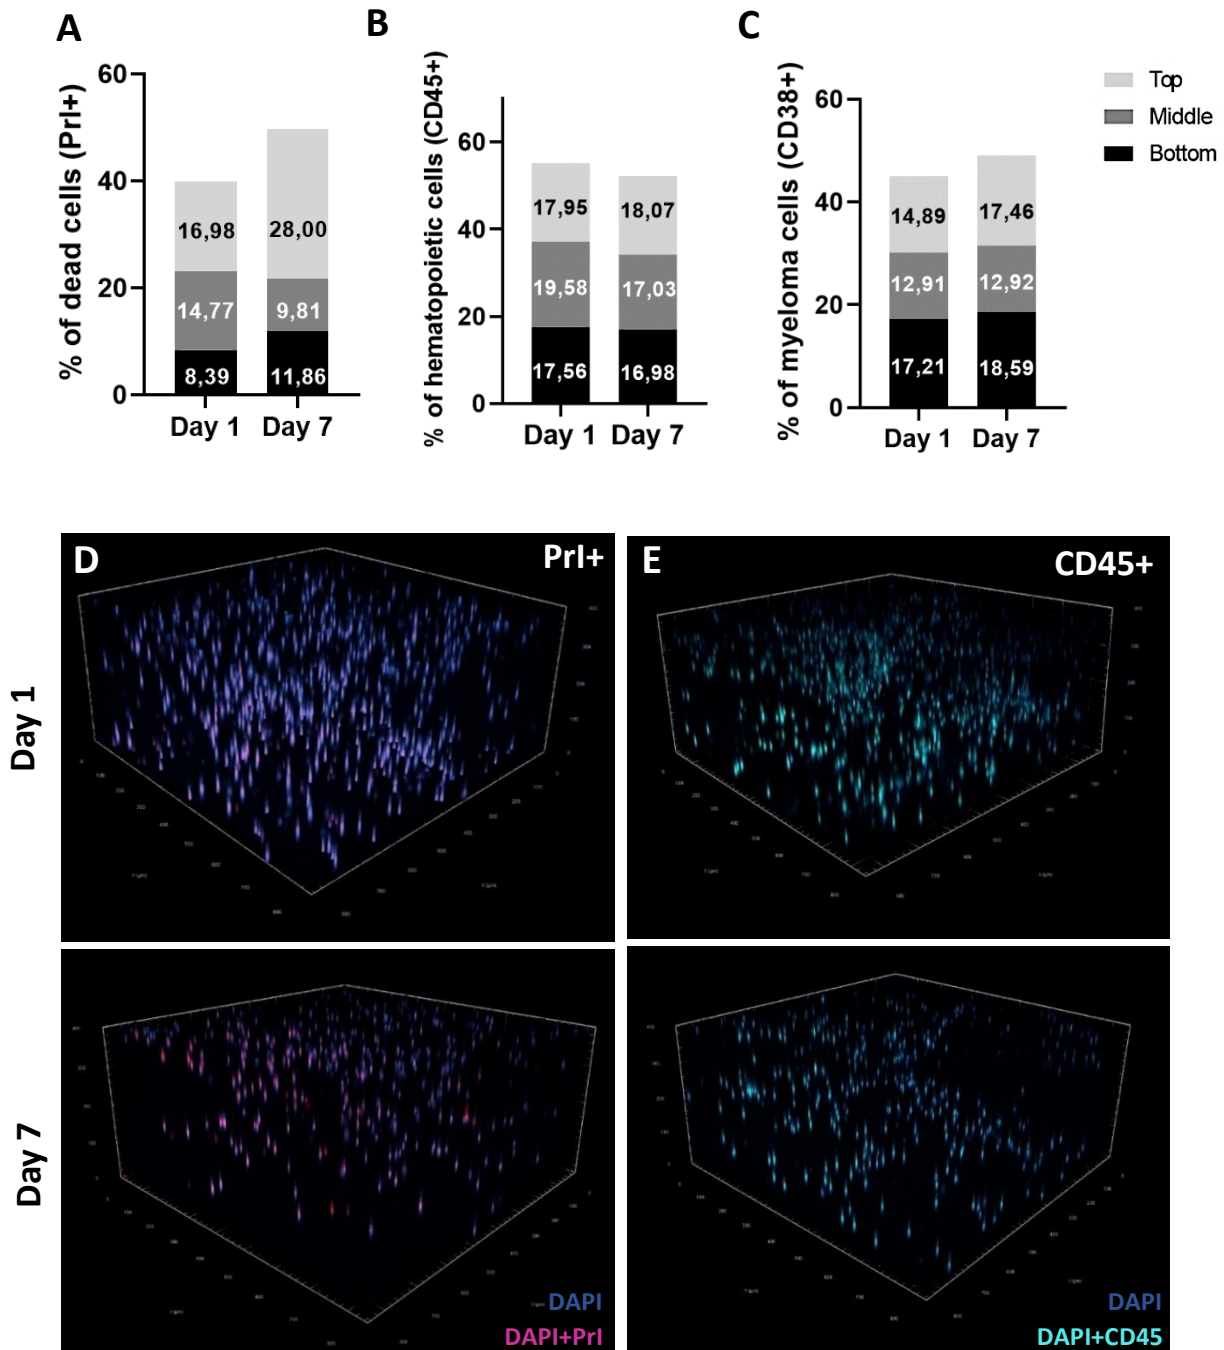 A
B
C
% of dead cells (PrI+)
60
40
20
0
16,98
14,77
8,39
28,00
9,81
11,86
Day 1 Day 7
% of hematopoietic cells (CD45+)
60
40
20
0
17,95
19,58
17,56
18,07
17,03
16,98
Day 1 Day 7
% of myeloma cells (CD38+)
60
40
20
0
14,89
12,91
17,21
17,46
12,92
18,59
Day 1 Day 7
Top
Middle
Bottom
Day 1
D
PrI+
E
CD45+
Day 7
DAPI
DAPI+PrI
DAPI
DAPI+CD45